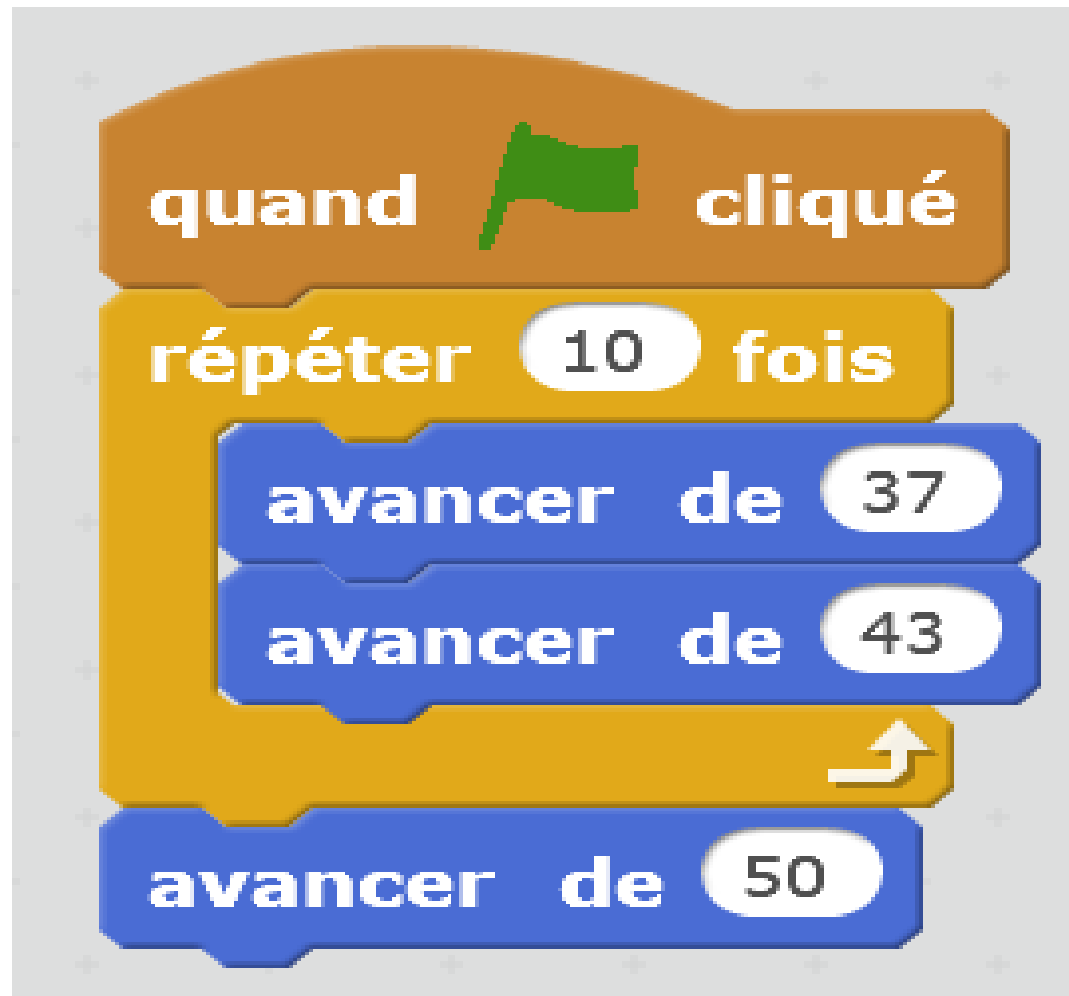 quand cliqué
répéter 10 fois
avancer de 37
avancer de 43
avancer de 50